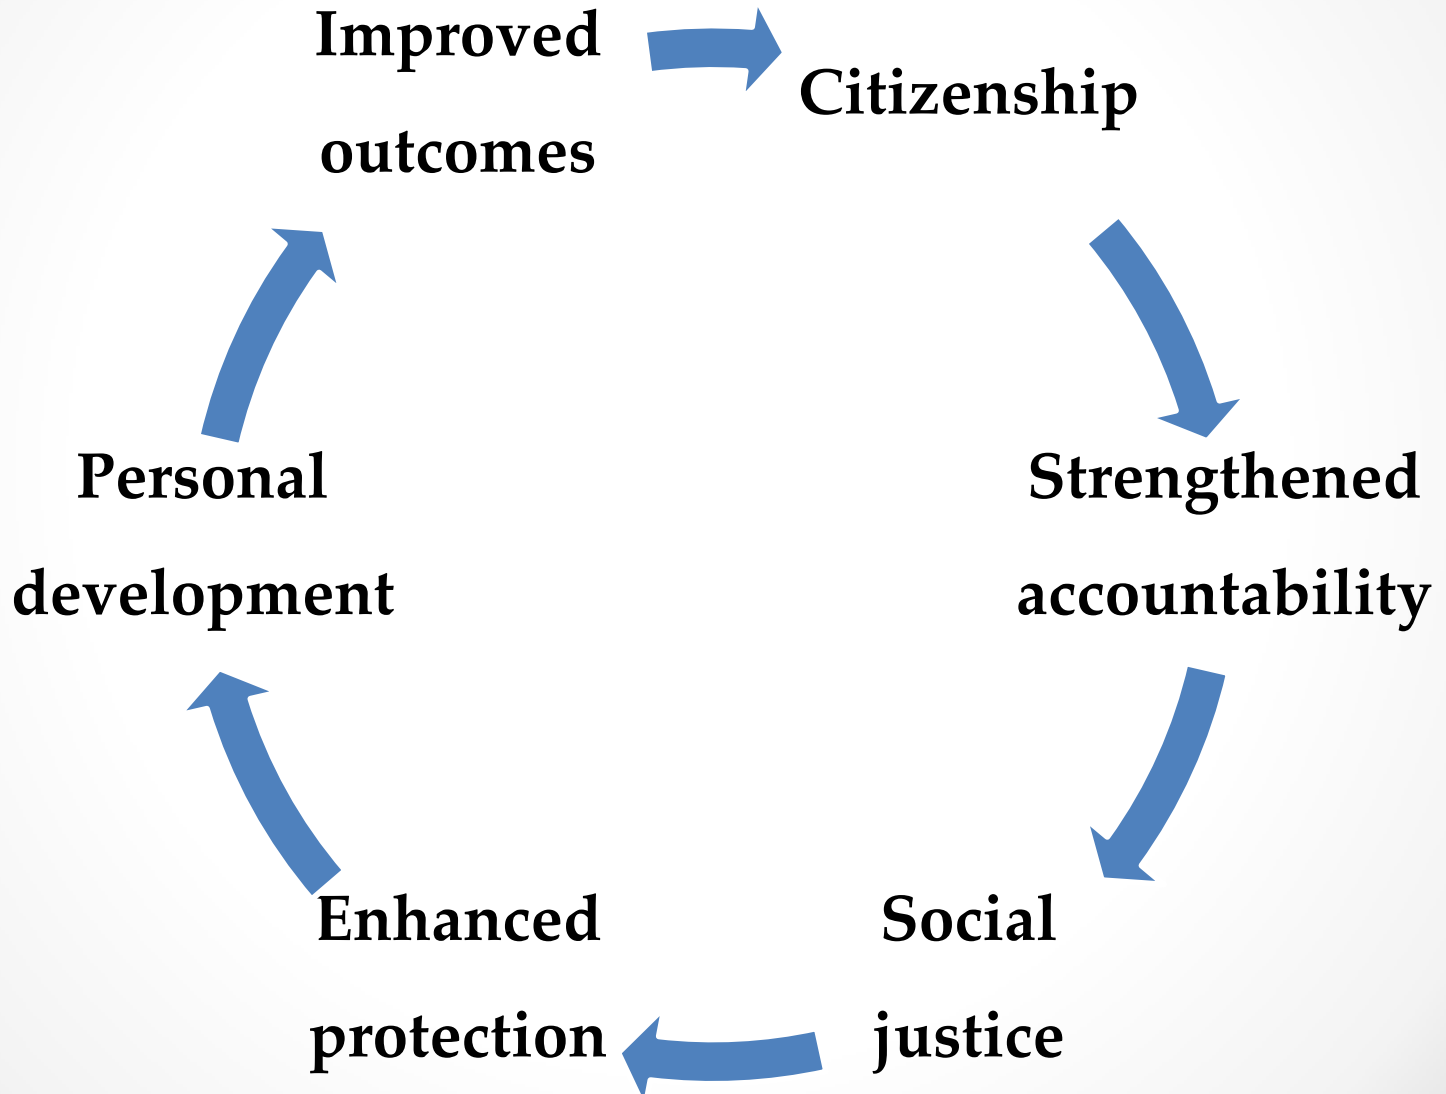 Improved
outcomes
Citizenship
Strengthened
accountability
Social
justice
Enhanced
protection
Personal
development